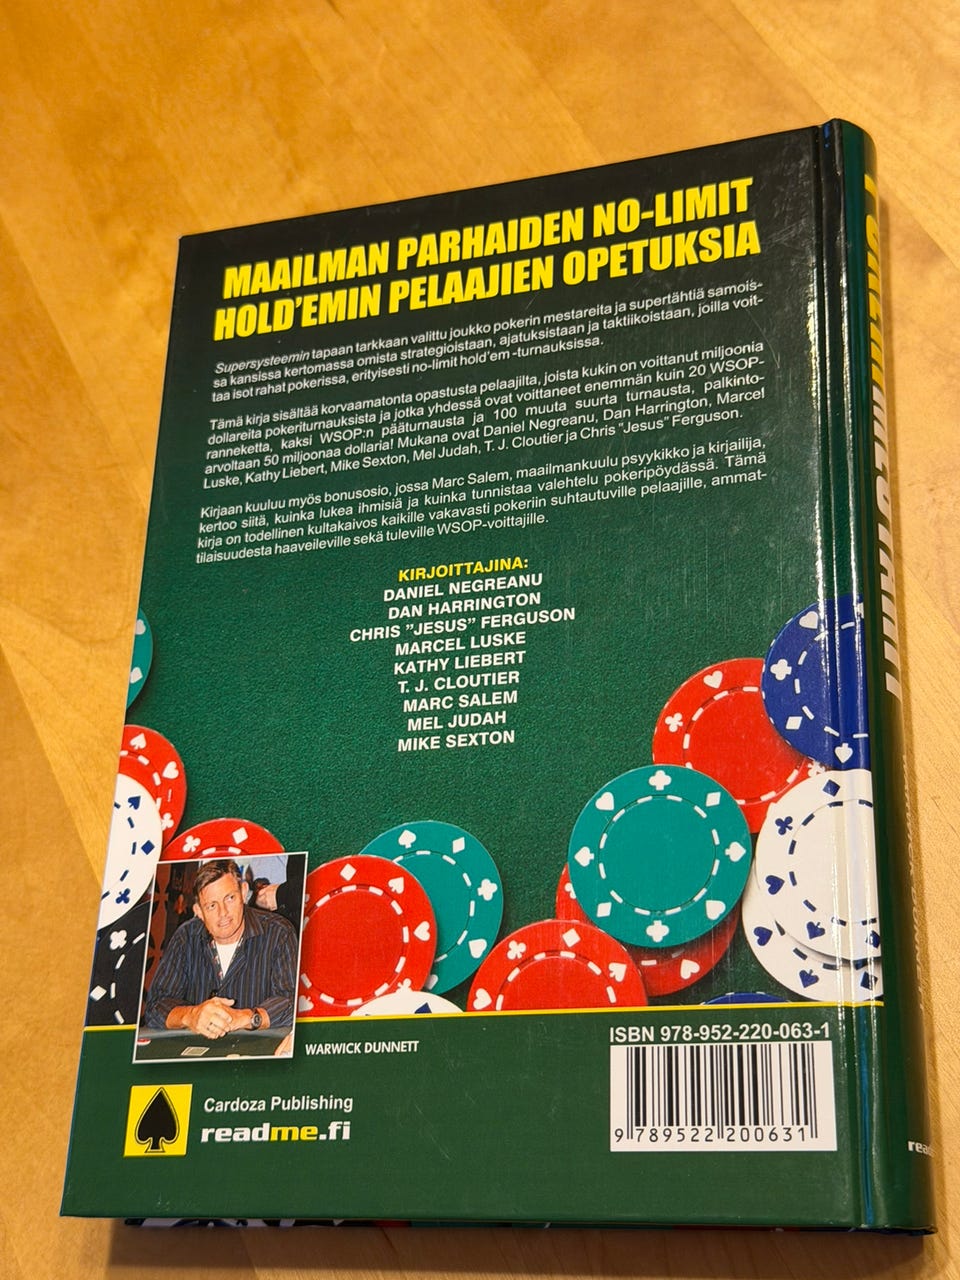 MAAILMAN PARHAIDEN NO-LIMIT
HOLD'EMIN PELAAJIEN OPETUKSIA
Supersysteemin tapaan tarkkaan valittu joukko pokerin mestareita ja supertähtiä samois-
sa kansissa kertomassa omista strategioistaan, ajatuksistaan ja taktiikoistaan, joilla voit-
taa isot rahat pokerissa, erityisesti no-limit hold'em -turnauksissa.
Tämä kirja sisältää korvaamatonta opastusta pelaajilta, joista kukin on voittanut miljoonia
dollareita pokeriturnauksista ja jotka yhdessä ovat voittaneet enemmän kuin 20 WSOP-
ranneketta, kaksi WSOP:n pääturnausta ja 100 muuta suurta turnausta, palkinto-
arvoltaan 50 miljoonaa dollaria! Mukana ovat Daniel Negreanu, Dan Harrington, Marcel
Luske, Kathy Liebert, Mike Sexton, Mel Judah, T. J. Cloutier ja Chris "Jesus" Ferguson.
Kirjaan kuuluu myös bonusosio, jossa Marc Salem, maailmankuulu psyykikko ja kirjailija,
kertoo siitä, kuinka lukea ihmisiä ja kuinka tunnistaa valehtelu pokeripöydässä. Tämä
kirja on todellinen kultakaivos kaikille vakavasti pokeriin suhtautuville pelaajille, ammat-
tilaisuudesta haaveileville sekä tuleville WSOP-voittajille.
KIRJOITTAJINA:
DANIEL NEGREANU
DAN HARRINGTON
CHRIS "JESUS" FERGUSON
MARCEL LUSKE
KATHY LIEBERT
T. J. CLOUTIER
MARC SALEM
MEL JUDAH
MIKE SEXTON
WARWICK DUNNETT
Cardoza Publishing
readme.fi
ISBN 978-952-220-063-1
9 789522 200631